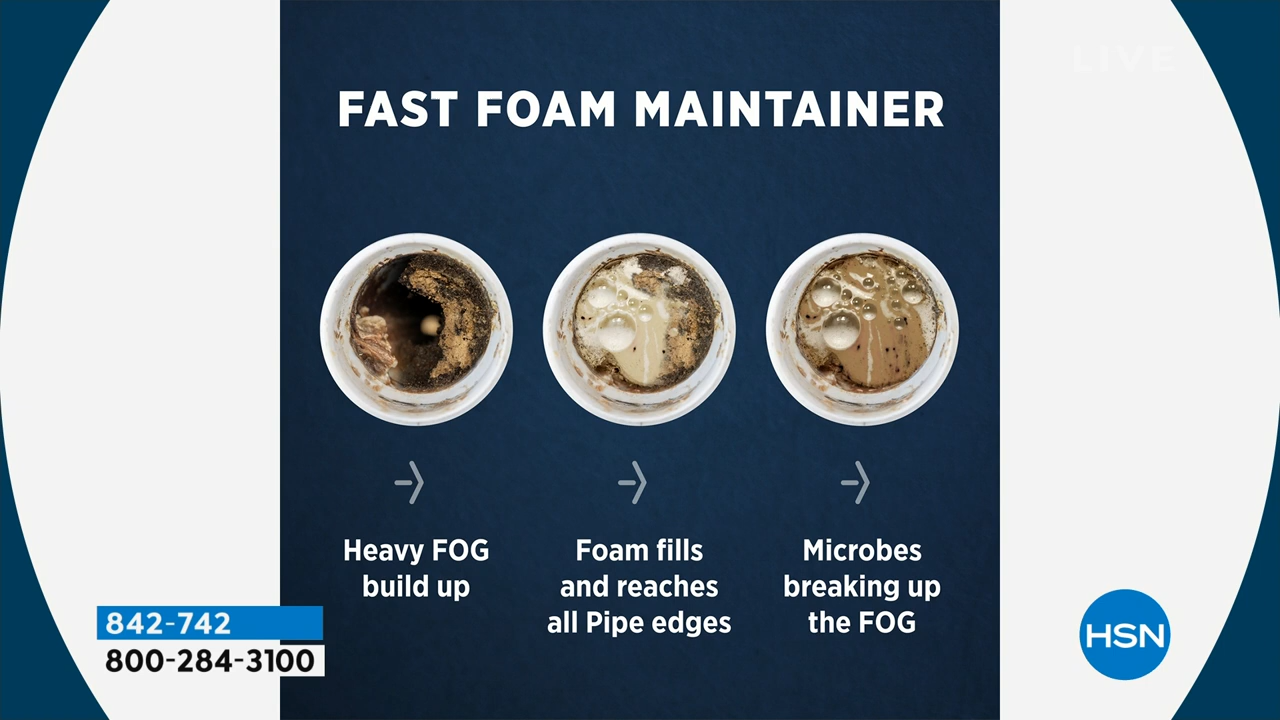 LIVE
FAST FOAM MAINTAINER
Heavy FOG
build up
Foam fills
and reaches
all Pipe edges
Microbes
breaking up
the FOG
842-742
800-284-3100
HSN